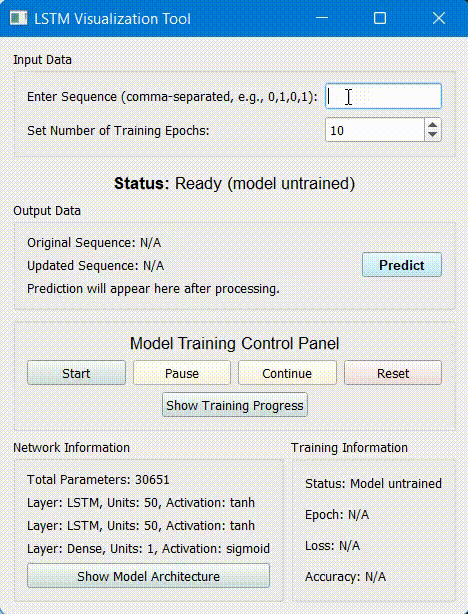 LSTM Visualization Tool
Input Data
Enter Sequence (comma-separated, e.g., 0,1,0,1):
Set Number of Training Epochs: 10
Status: Ready (model untrained)
Output Data
Original Sequence: N/A
Updated Sequence: N/A
Predict
Prediction will appear here after processing.
Model Training Control Panel
Start Pause Continue Reset
Show Training Progress
Network Information
Total Parameters: 30651
Layer: LSTM, Units: 50, Activation: tanh
Layer: LSTM, Units: 50, Activation: tanh
Layer: Dense, Units: 1, Activation: sigmoid
Show Model Architecture
Training Information
Status: Model untrained
Epoch: N/A
Loss: N/A
Accuracy: N/A